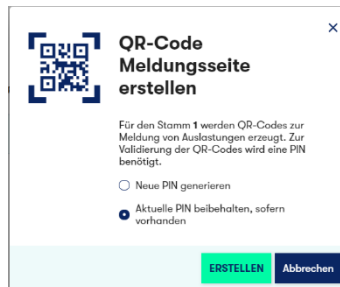 QR-Code
Meldungsseite
erstellen
Für den Stamm 1 werden QR-Codes zur
Meldung von Auslastungen erzeugt. Zur
Validierung der QR-Codes wird eine PIN
benötigt.
Neue PIN generieren
Aktuelle PIN beibehalten, sofern
vorhanden
ERSTELLEN Abbrechen